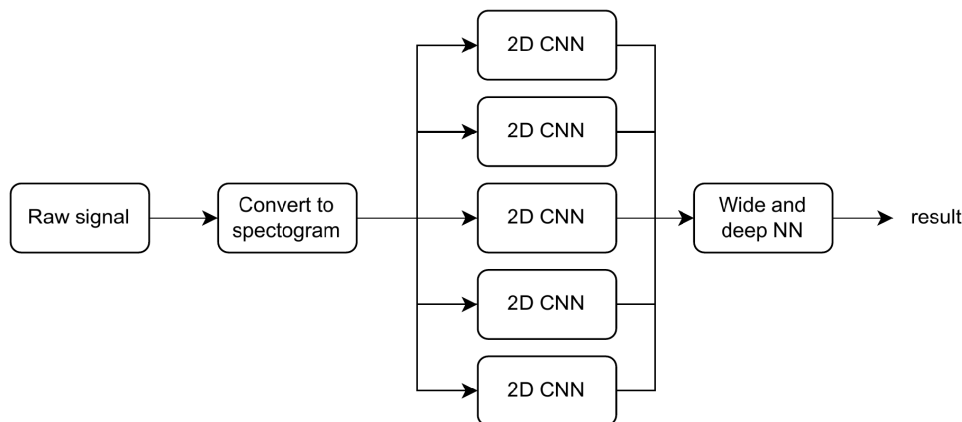 2D CNN
2D CNN
Raw signal
Convert to
spectogram
2D CNN
Wide and
deep NN
result
2D CNN
2D CNN